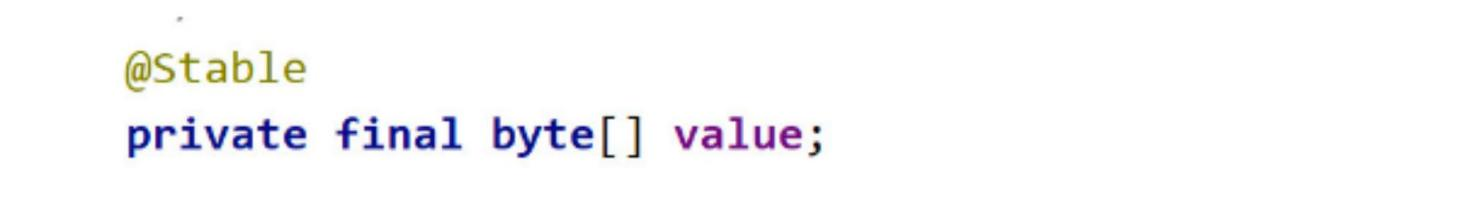 @Stable
private final byte[] value;